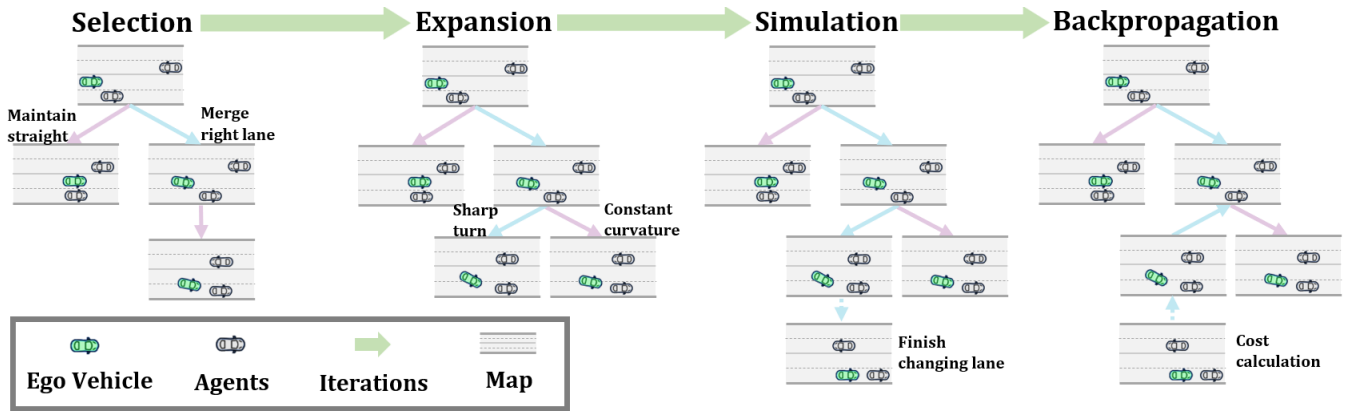 Selection
Expansion
Simulation
Backpropagation
Maintain
straight
Merge
right lane
Sharp
turn
Constant
curvature
Finish
changing lane
Cost
calculation
Ego Vehicle
Agents
Iterations
Map